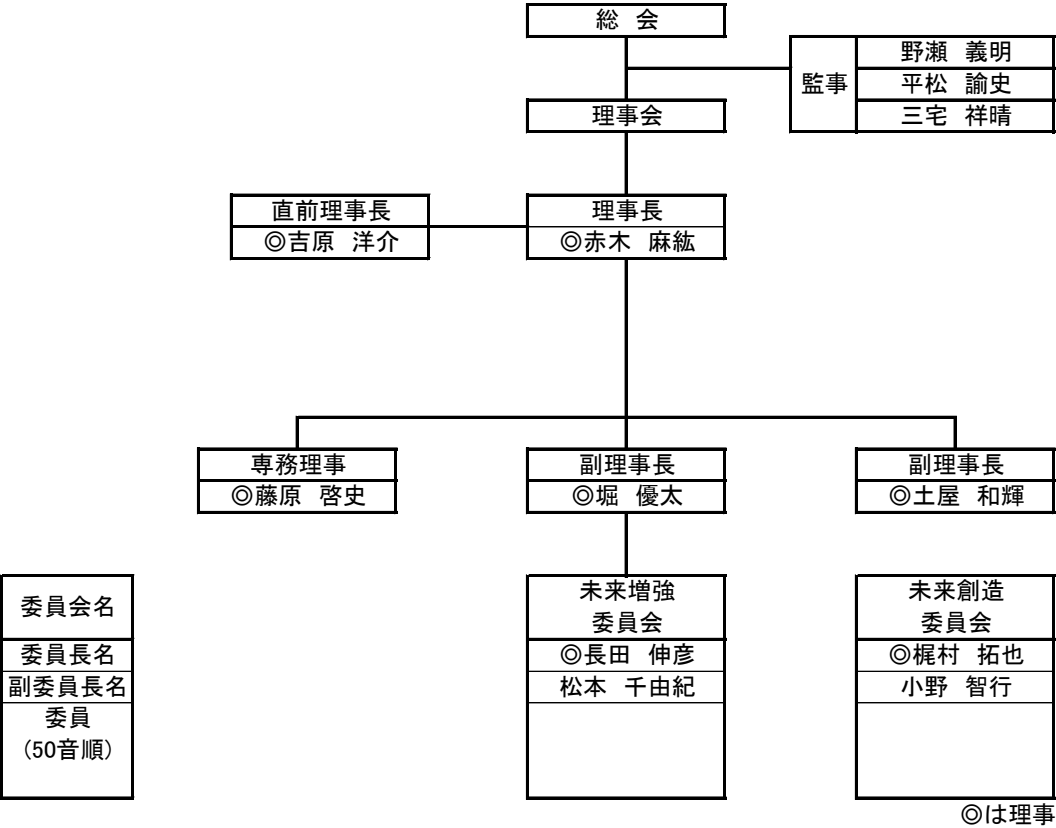 総　会
監事
野瀬　義明
平松　諭史
三宅　祥晴
理事会
直前理事長
◎吉原　洋介
理事長
◎赤木　麻紘
専務理事
◎藤原　啓史
副理事長
◎堀　優太
副理事長
◎土屋　和輝
委員会名
委員長名
副委員長名
委員
(50音順)
未来増強
委員会
◎長田　伸彦
松本　千由紀
未来創造
委員会
◎梶村　拓也
小野　智行
◎は理事